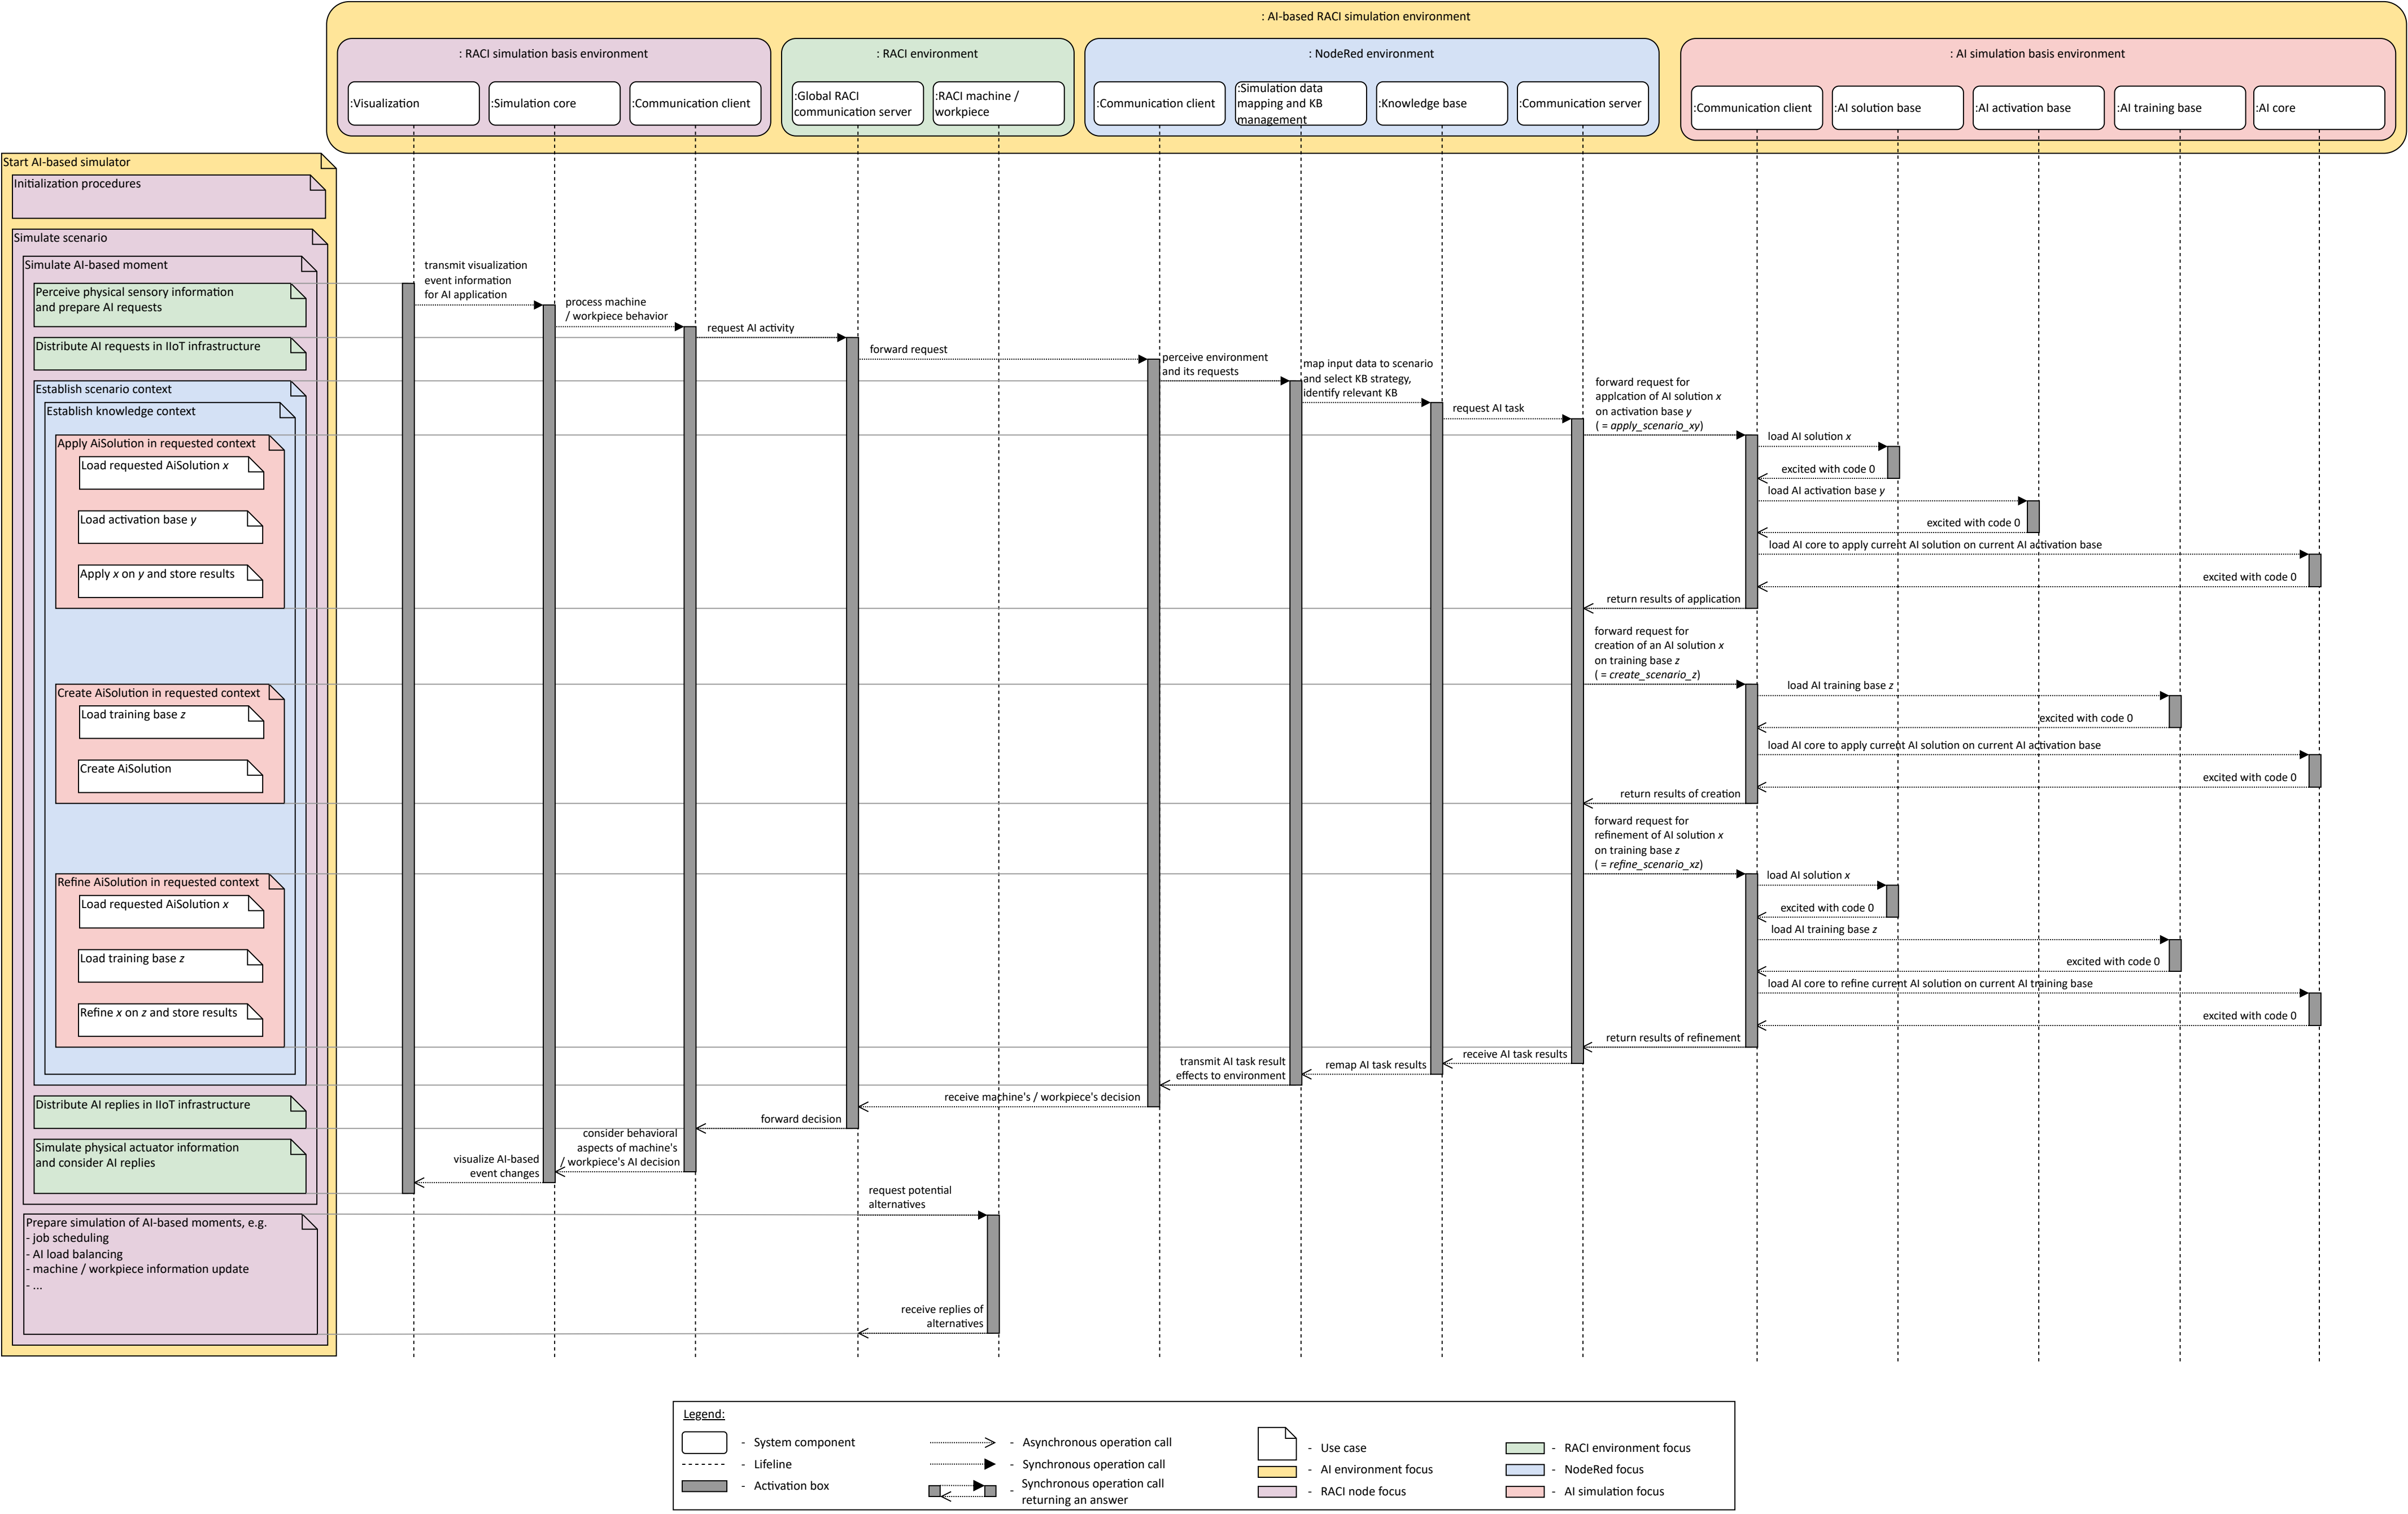 : AI-based RACI simulation environment
: RACI simulation basis environment
: RACI environment
: NodeRed environment
: AI simulation basis environment
:Visualization
:Simulation core
:Communication client
:Global RACI
communication server
:RACI machine /
workpiece
:Communication client
:Simulation data
mapping and KB
management
:Knowledge base
:Communication server
:Communication client
:AI solution base
:AI activation base
:AI training base
:AI core
Start AI-based simulator
Initialization procedures
Simulate scenario
Simulate AI-based moment
Perceive physical sensory information
and prepare AI requests
Distribute AI requests in IIoT infrastructure
Establish scenario context
Establish knowledge context
Apply AiSolution in requested context
Load requested AiSolution x
Load activation base y
Apply x on y and store results
Create AiSolution in requested context
Load training base z
Create AiSolution
Refine AiSolution in requested context
Load requested AiSolution x
Load training base z
Refine x on z and store results
Distribute AI replies in IIoT infrastructure
Simulate physical actuator information
and consider AI replies
Prepare simulation of AI-based moments, e.g.
- job scheduling
- AI load balancing
- machine / workpiece information update
- ...
transmit visualization
event information
for AI application
process machine
/ workpiece behavior
request AI activity
forward request
perceive environment
and its requests
map input data to scenario
and select KB strategy,
identify relevant KB
request AI task
forward request for
applcation of AI solution x
on activation base y
( = apply_scenario_xy)
load AI solution x
excited with code 0
load AI activation base y
excited with code 0
load AI core to apply current AI solution on current AI activation base
excited with code 0
return results of application
forward request for
creation of an AI solution x
on training base z
( = create_scenario_z)
load AI training base z
excited with code 0
load AI core to apply current AI solution on current AI activation base
excited with code 0
return results of creation
forward request for
refinement of AI solution x
on training base z
( = refine_scenario_xz)
load AI solution x
excited with code 0
load AI training base z
excited with code 0
load AI core to refine current AI solution on current AI training base
excited with code 0
return results of refinement
receive AI task results
remap AI task results
transmit AI task result
effects to environment
receive machine's / workpiece's decision
forward decision
consider behavioral
aspects of machine's
/ workpiece's AI decision
visualize AI-based
event changes
request potential
alternatives
receive replies of
alternatives
Legend:
- System component
- Lifeline
- Activation box
- Asynchronous operation call
- Synchronous operation call
- Synchronous operation call
returning an answer
- Use case
- AI environment focus
- RACI node focus
- RACI environment focus
- NodeRed focus
- AI simulation focus